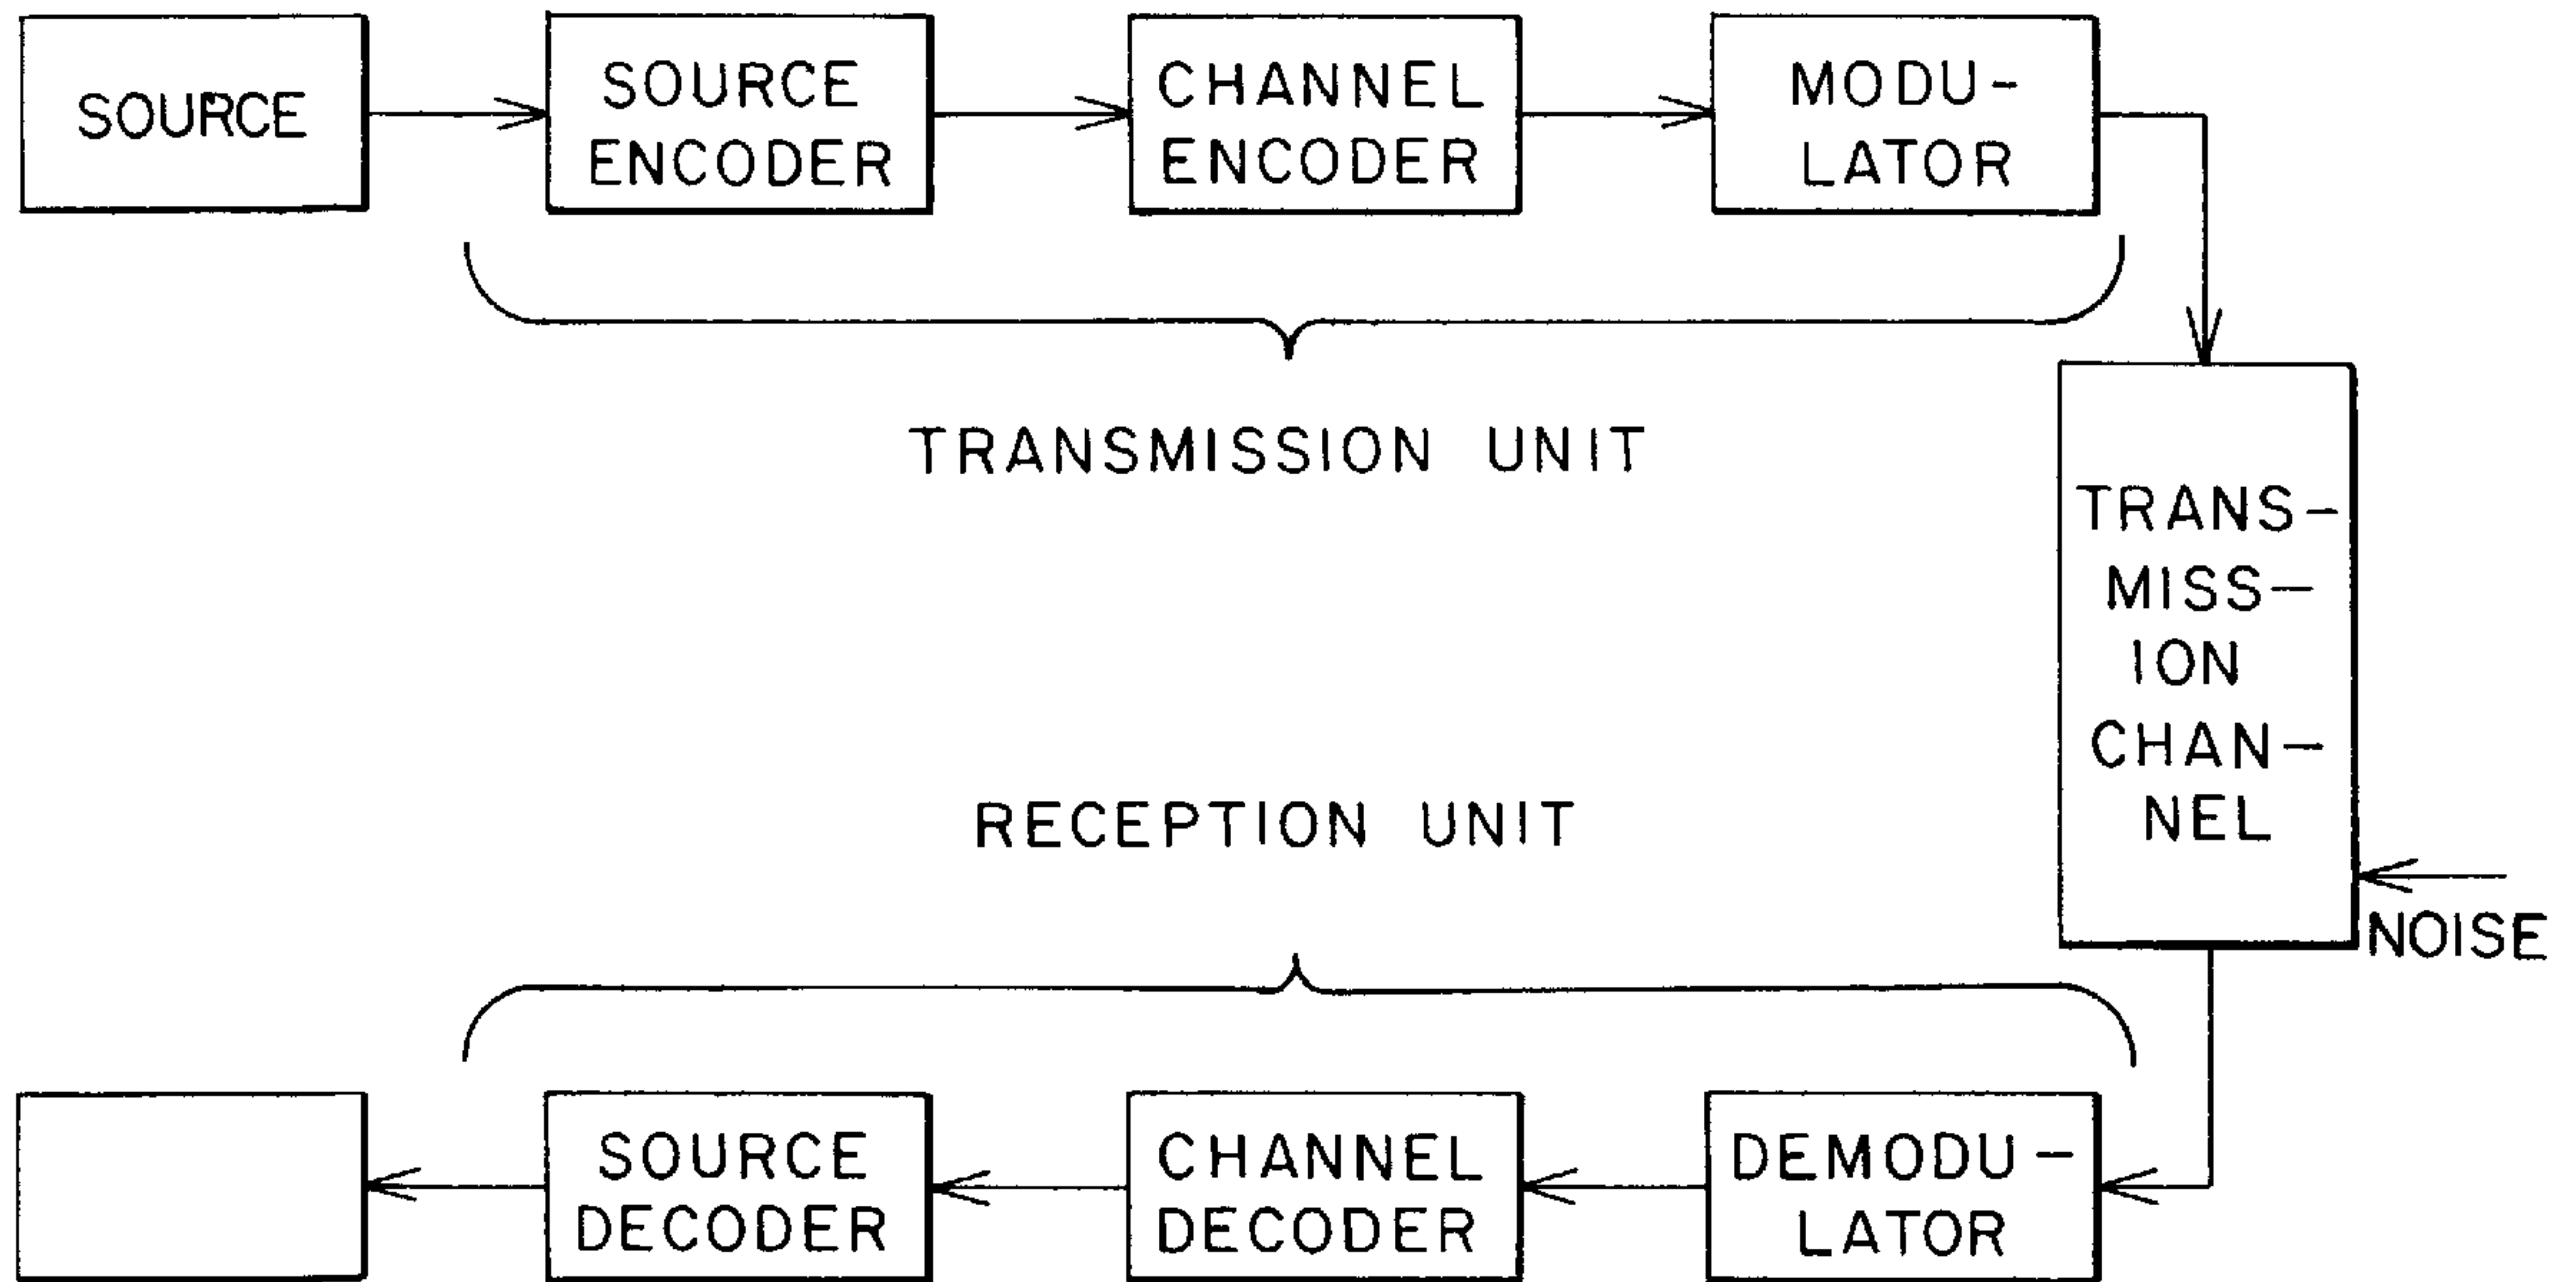 SOURCE
SOURCE
ENCODER
CHANNEL
ENCODER
MODU-
LATOR
TRANSMISSION UNIT
TRANS-
MISS-
ION
CHAN-
NEL
NOISE
RECEPTION UNIT
SOURCE
DECODER
CHANNEL
DECODER
DEMODU-
LATOR